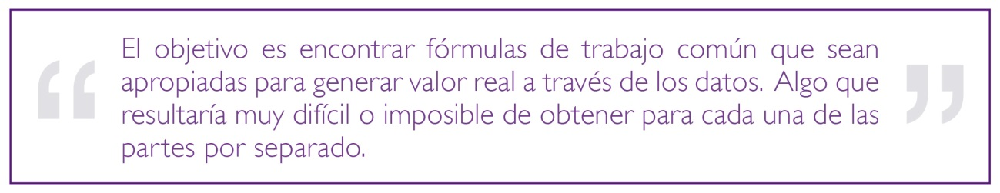 El objetivo es encontrar fórmulas de trabajo común que sean
apropiadas para generar valor real a través de los datos. Algo que
resultaría muy difícil o imposible de obtener para cada una de las
partes por separado.